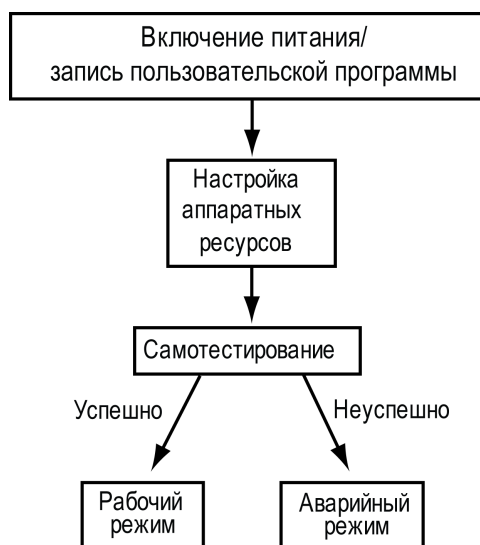 Включение питания/
запись пользовательской программы
Настройка
аппаратных
ресурсов
Самотестирование
Успешно
Неуспешно
Рабочий
режим
Аварийный
режим